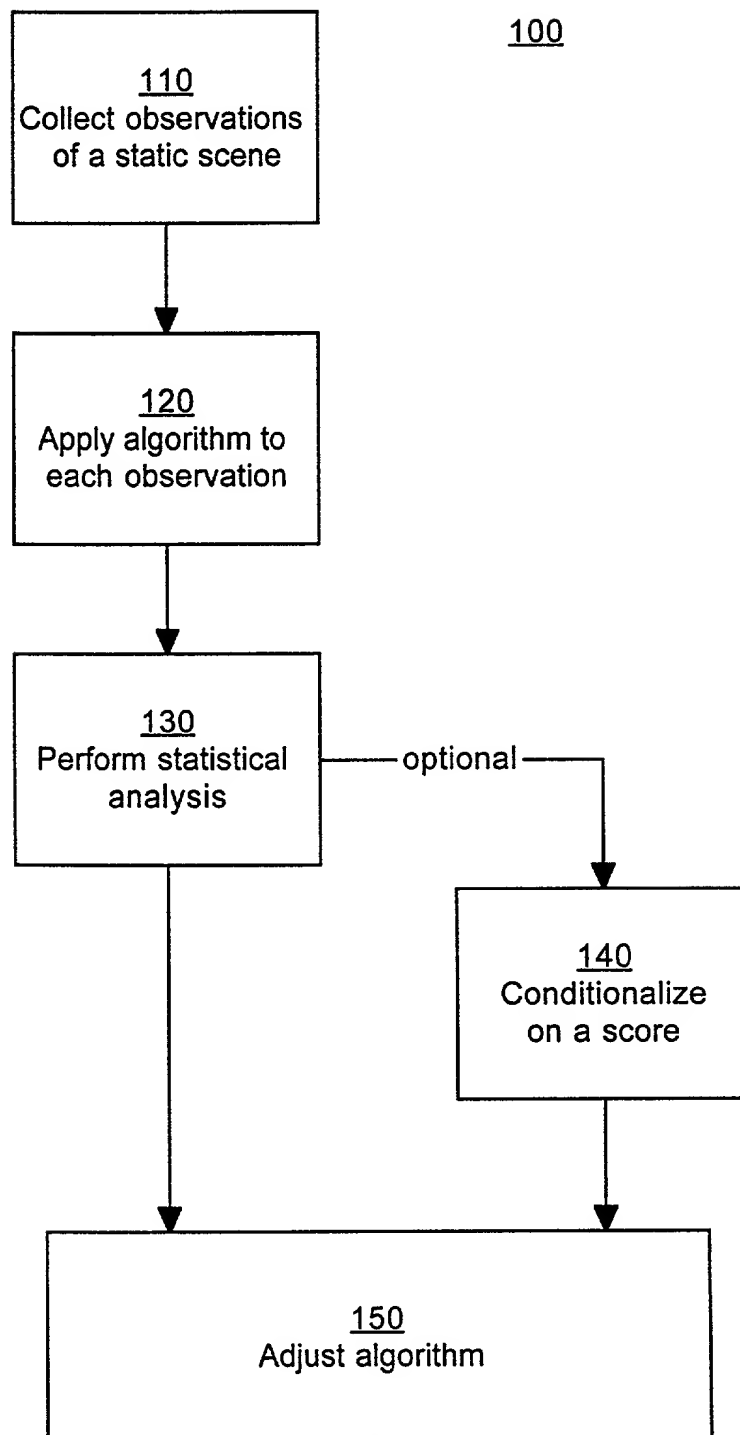 100
110
Collect observations
of a static scene
120
Apply algorithm to
each observation
130
Perform statistical
analysis
optional
140
Conditionalize
on a score
150
Adjust algorithm